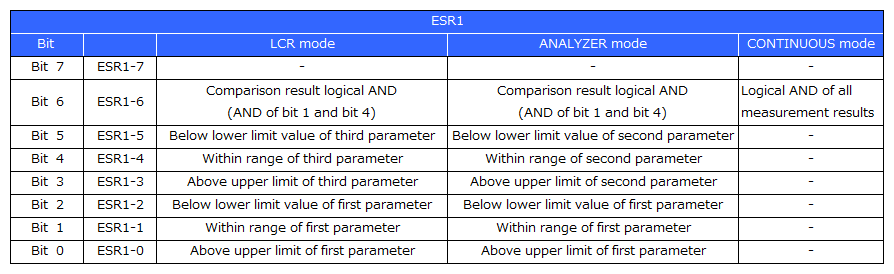 ESR1
Bit LCR mode ANALYZER mode CONTINUOUS mode
Bit 7 ESR1-7 - - -
Bit 6 ESR1-6 Comparison result logical AND Comparison result logical AND Logical AND of all
(AND of bit 1 and bit 4) (AND of bit 1 and bit 4) measurement results
Bit 5 ESR1-5 Below lower limit value of third parameter Below lower limit value of second parameter -
Bit 4 ESR1-4 Within range of third parameter Within range of second parameter -
Bit 3 ESR1-3 Above upper limit of third parameter Above upper limit of second parameter -
Bit 2 ESR1-2 Below lower limit value of first parameter Below lower limit value of first parameter -
Bit 1 ESR1-1 Within range of first parameter Within range of first parameter -
Bit 0 ESR1-0 Above upper limit of first parameter Above upper limit of first parameter -